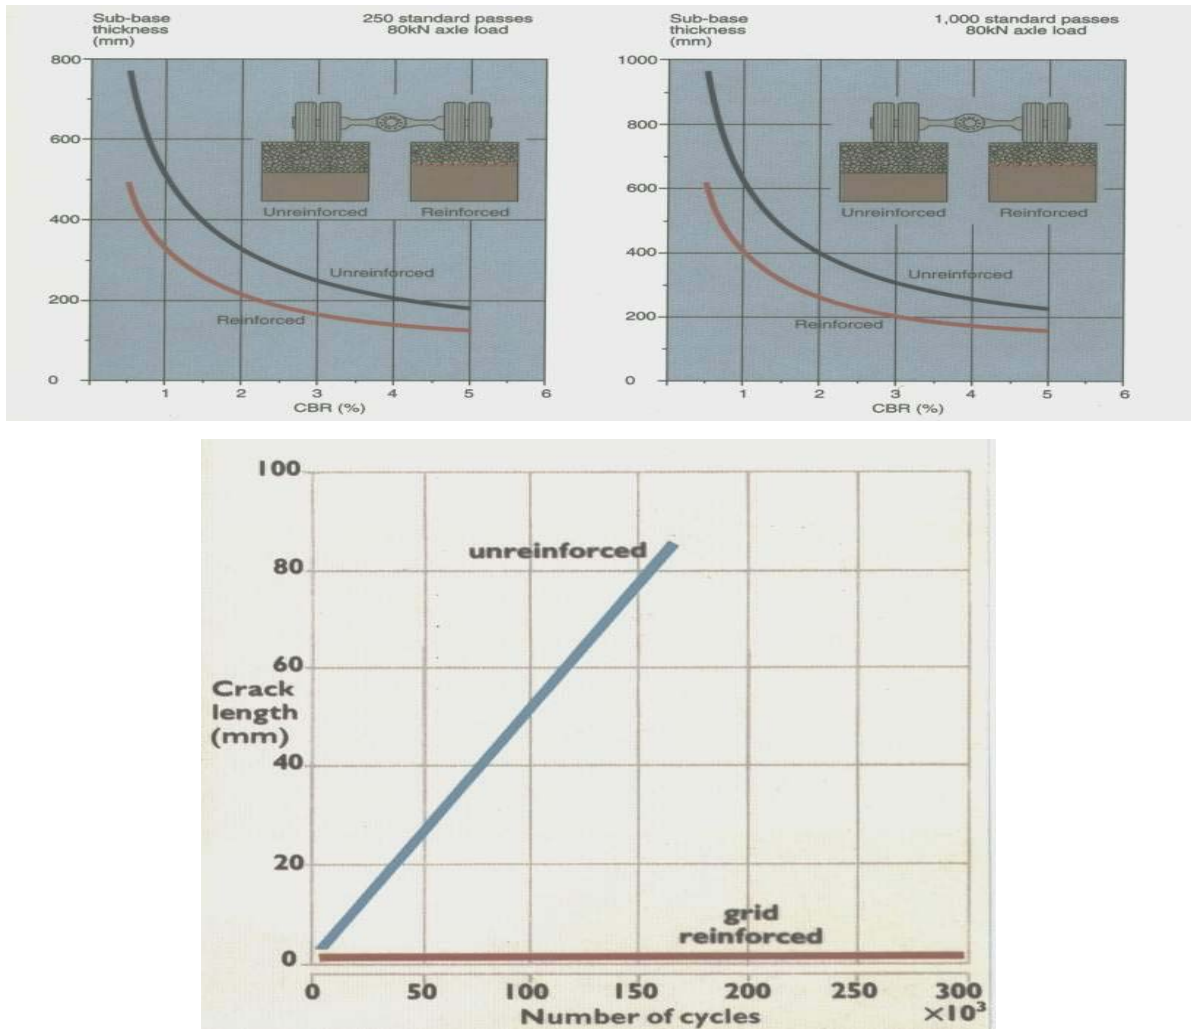 Sub-base
thickness
(mm)
250 standard passes
80kN axle load
800
600
400
200
0
Unreinforced
Reinforced
Unreinforced
Reinforced
1
2
3
4
5
6
CBR (%)
Sub-base
thickness
(mm)
1,000 standard passes
80kN axle load
1000
800
600
400
200
0
Unreinforced
Reinforced
Unreinforced
Reinforced
1
2
3
4
5
6
CBR (%)
100
80
60
40
20
0
Crack
length
(mm)
unreinforced
grid
reinforced
0
50
100
150
200
250
300
×10³
Number of cycles